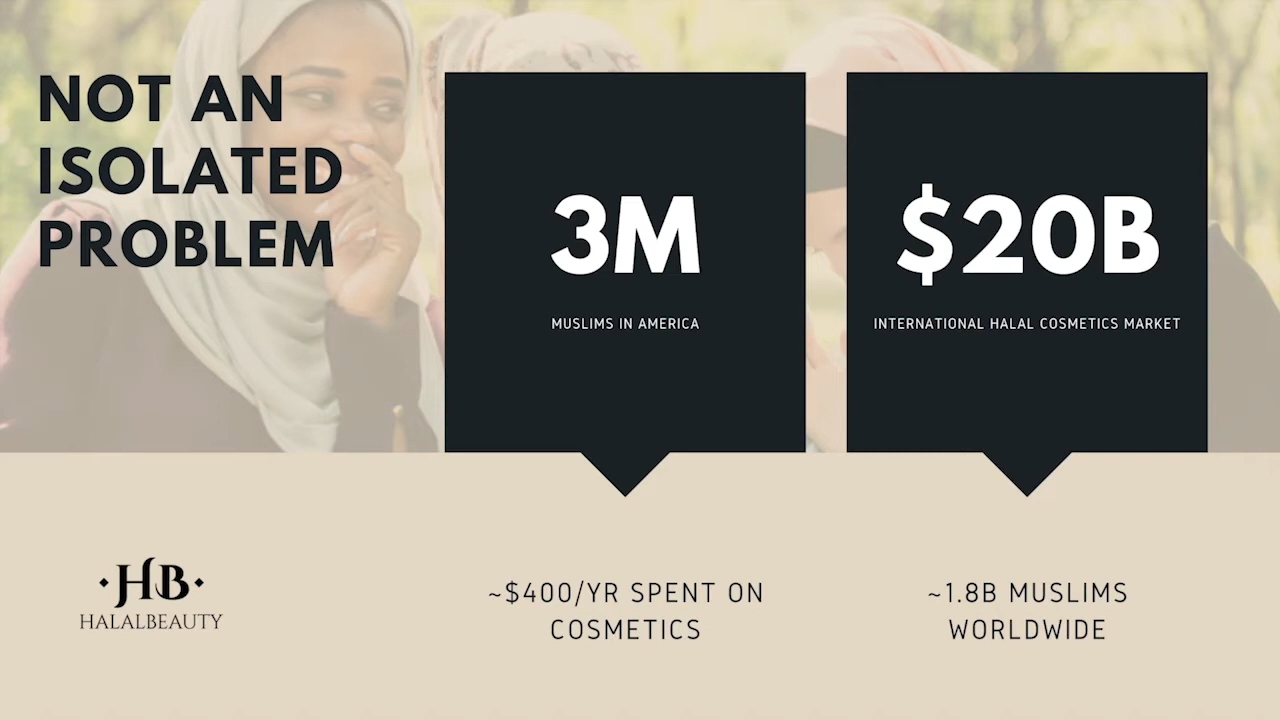 NOT AN
ISOLATED
PROBLEM
3M
MUSLIMS IN AMERICA
$20B
INTERNATIONAL HALAL COSMETICS MARKET
~$400/YR SPENT ON
COSMETICS
~1.8B MUSLIMS
WORLDWIDE
HB
HALALBEAUTY